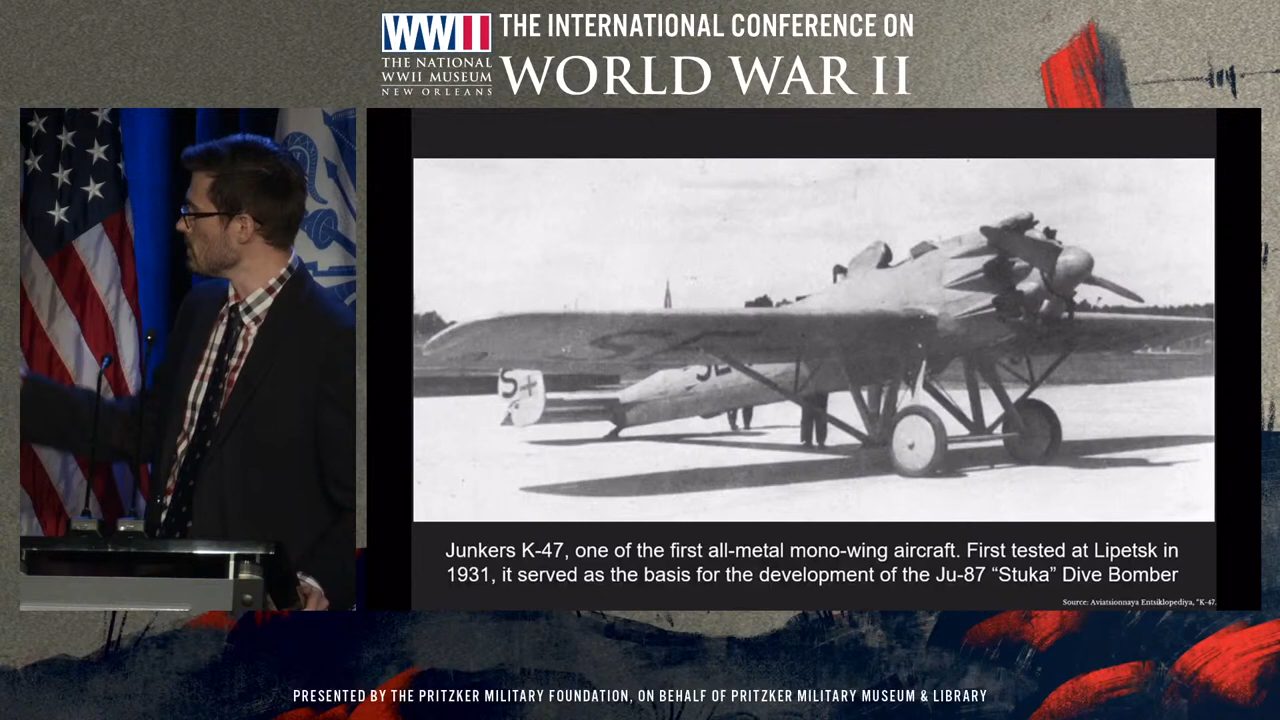 WWII
THE NATIONAL
WWII MUSEUM
NEW ORLEANS
THE INTERNATIONAL CONFERENCE ON
WORLD WAR II
S+
Junkers K-47, one of the first all-metal mono-wing aircraft. First tested at Lipetsk in
1931, it served as the basis for the development of the Ju-87 “Stuka” Dive Bomber
Source: Aviatsionnaya Entsiklopediya, "K-47,
PRESENTED BY THE PRITZKER MILITARY FOUNDATION, ON BEHALF OF PRITZKER MILITARY MUSEUM & LIBRARY